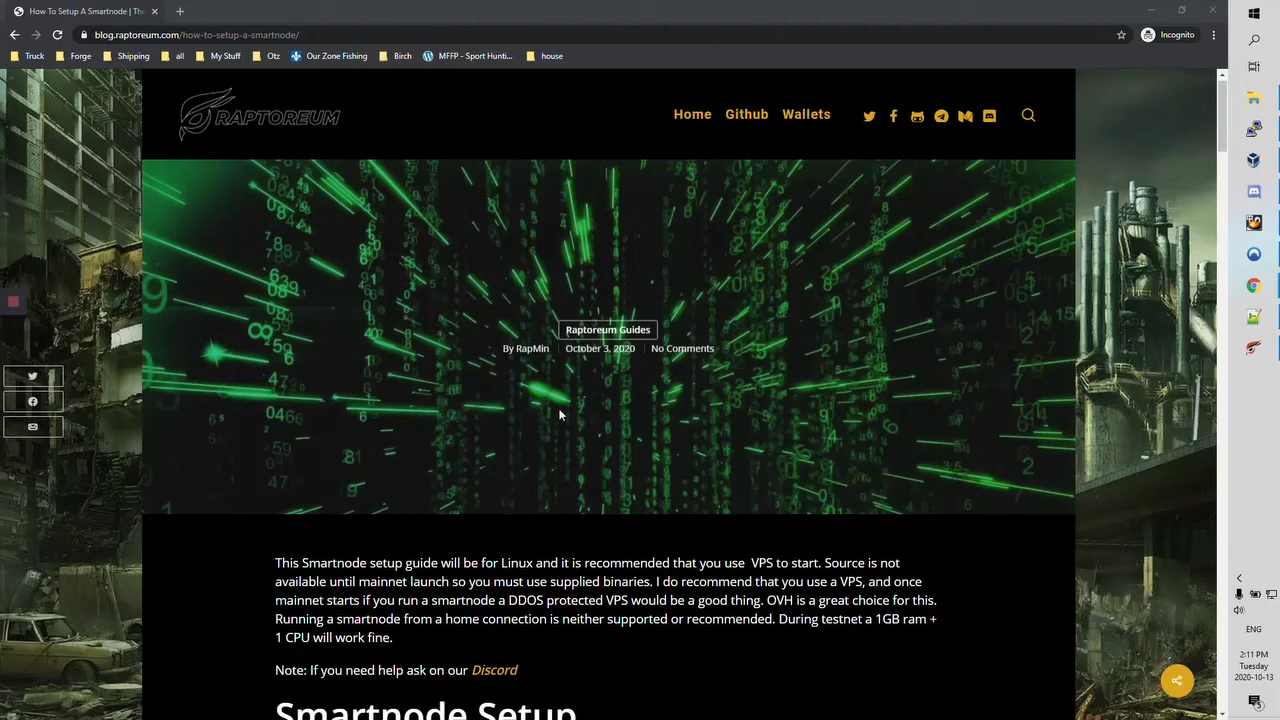 How To Setup A Smartnode | The
blog.raptoreum.com/how-to-setup-a-smartnode/
Incognito
Truck
Forge
Shipping
all
My Stuff
Otz
Our Zone Fishing
Birch
MFFP - Sport Hunti...
house
RAPTOREUM
Home
Github
Wallets
Raptoreum Guides
By RapMin
October 3, 2020
No Comments
This Smartnode setup guide will be for Linux and it is recommended that you use VPS to start. Source is not
available until mainnet launch so you must use supplied binaries. I do recommend that you use a VPS, and once
mainnet starts if you run a smartnode a DDOS protected VPS would be a good thing. OVH is a great choice for this.
Running a smartnode from a home connection is neither supported or recommended. During testnet a 1GB ram +
1 CPU will work fine.
Note: If you need help ask on our Discord
Smartnode Setup
ENG
2:11 PM
Tuesday
2020-10-13
5